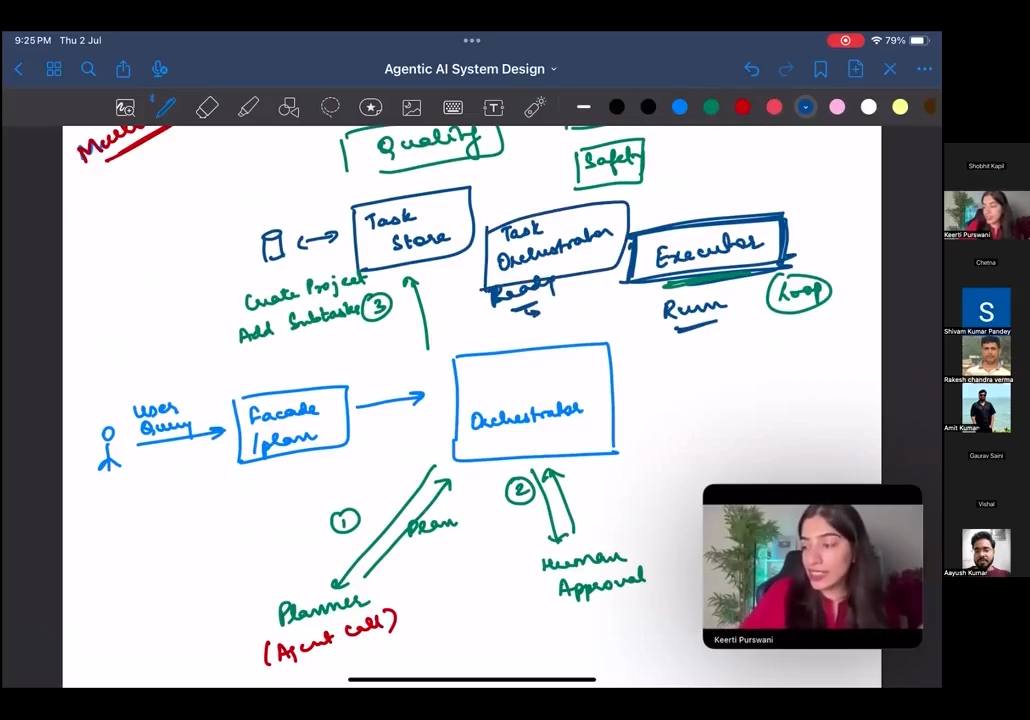 9:25 PM Thu 2 Jul
79%
Agentic AI System Design
Quality
Safety
Task
Store
Task
Orchestrator
Ready
Executor
Run
Loop
Create Project
Add Subtasks 3
User
Query
Facade
/plan
Orchestrator
1
Plan
2
Human
Approval
Planner
(Agent call)
Keerti Purswani
Shobhit Kapil
Keerti Purswani
Chetna
S
Shivam Kumar Pandey
Rakesh chandra verma
Amit Kumar
Gaurav Saini
Vishal
Aayush Kumar